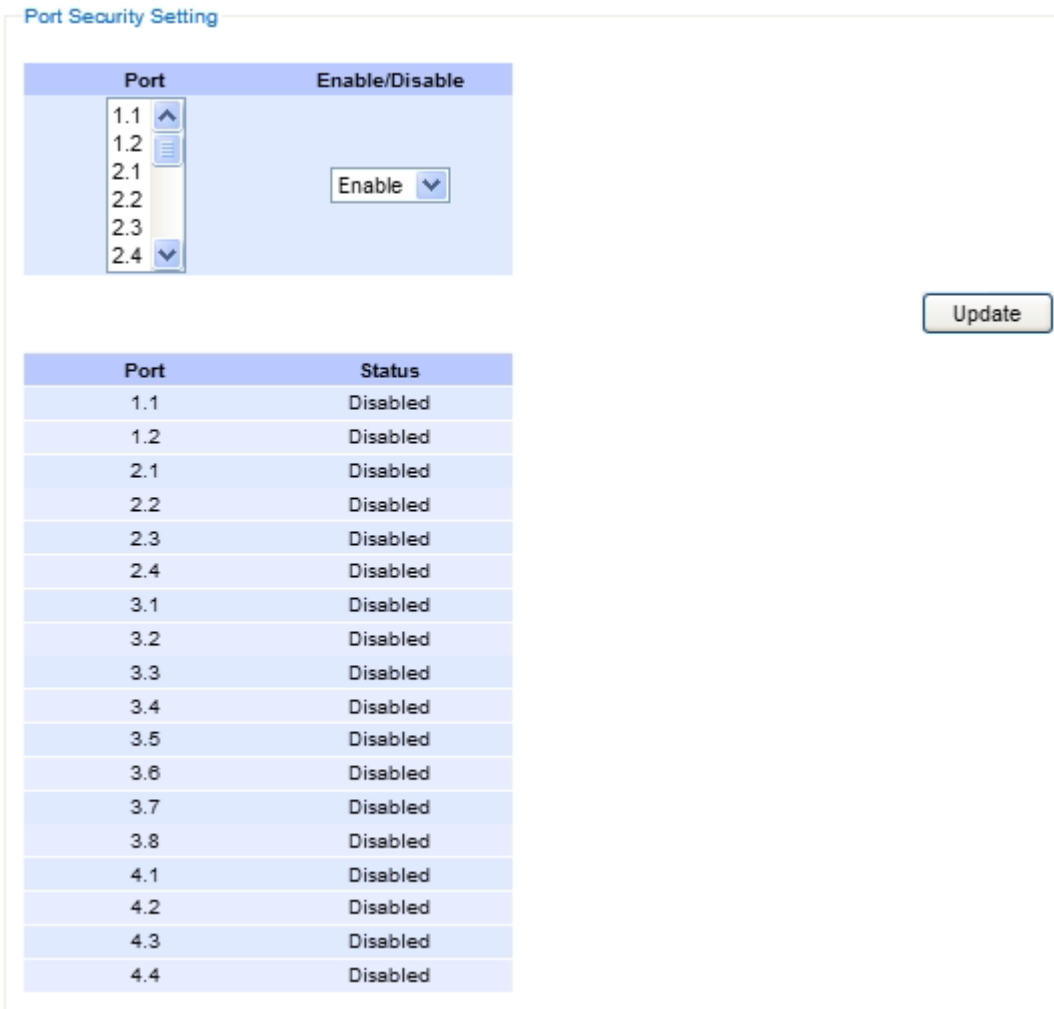 Port Security Setting
Port Enable/Disable
1.1
1.2
2.1
2.2
2.3
2.4
Enable
Update
Port Status
1.1 Disabled
1.2 Disabled
2.1 Disabled
2.2 Disabled
2.3 Disabled
2.4 Disabled
3.1 Disabled
3.2 Disabled
3.3 Disabled
3.4 Disabled
3.5 Disabled
3.6 Disabled
3.7 Disabled
3.8 Disabled
4.1 Disabled
4.2 Disabled
4.3 Disabled
4.4 Disabled